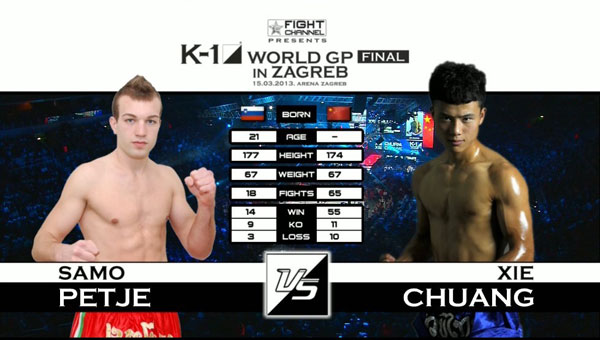 FIGHT
CHANNEL
PRESENTS
K-1 WORLD GP FINAL
IN ZAGREB
15.03.2013. ARENA ZAGREB
BORN
21 AGE -
177 HEIGHT 174
67 WEIGHT 67
18 FIGHTS 65
14 WIN 55
9 KO 11
3 LOSS 10
SAMO
PETJE
VS
XIE
CHUANG